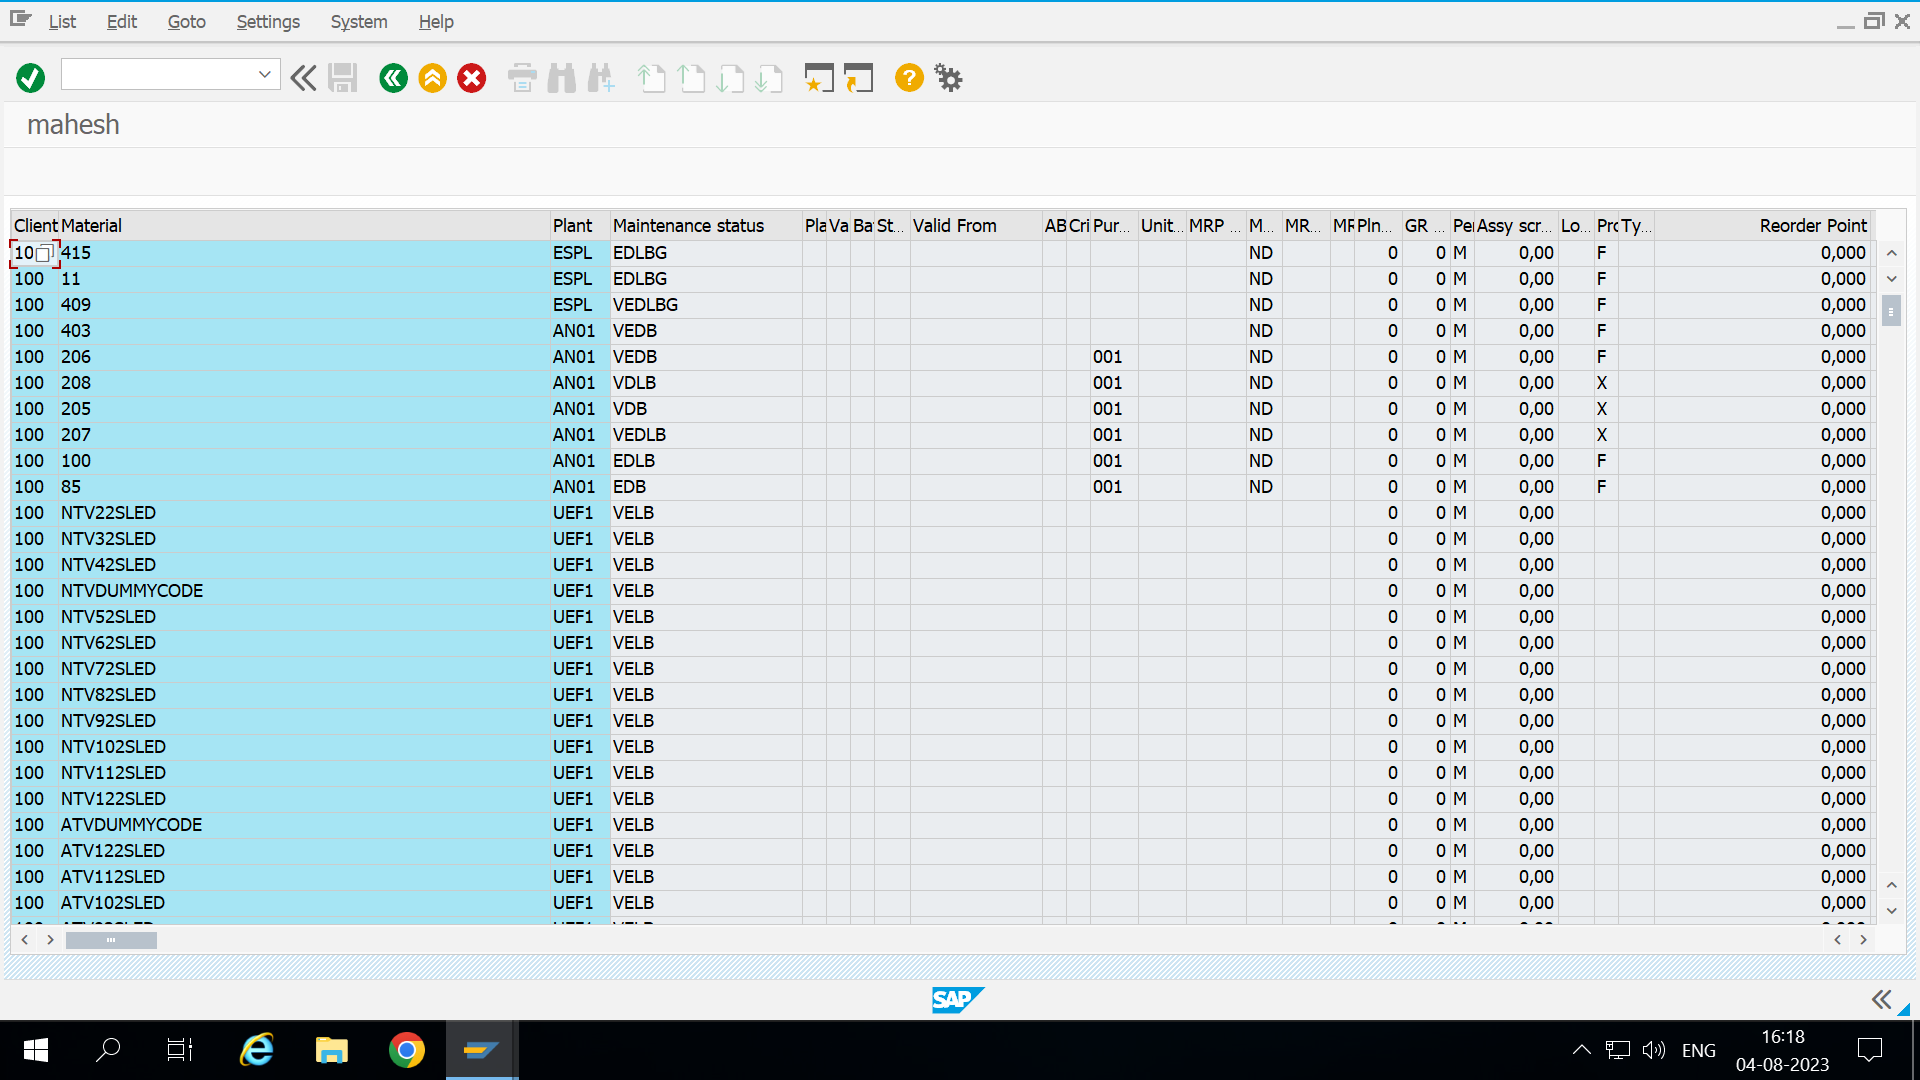 List Edit Goto Settings System Help
mahesh
Client Material Plant Maintenance status Pla Va Ba St... Valid From AB Cri Pur... Unit... MRP ... M... MR... MR Pln... GR ... Per Assy scr... Lo... Pro Ty... Reorder Point
10 415 ESPL EDLBG ND 0 0 M 0,00 F 0,000
100 11 ESPL EDLBG ND 0 0 M 0,00 F 0,000
100 409 ESPL VEDLBG ND 0 0 M 0,00 F 0,000
100 403 AN01 VEDB ND 0 0 M 0,00 F 0,000
100 206 AN01 VEDB 001 ND 0 0 M 0,00 F 0,000
100 208 AN01 VDLB 001 ND 0 0 M 0,00 X 0,000
100 205 AN01 VDB 001 ND 0 0 M 0,00 X 0,000
100 207 AN01 VEDLB 001 ND 0 0 M 0,00 X 0,000
100 100 AN01 EDLB 001 ND 0 0 M 0,00 F 0,000
100 85 AN01 EDB 001 ND 0 0 M 0,00 F 0,000
100 NTV22SLED UEF1 VELB 0 0 M 0,00 0,000
100 NTV32SLED UEF1 VELB 0 0 M 0,00 0,000
100 NTV42SLED UEF1 VELB 0 0 M 0,00 0,000
100 NTVDUMMYCODE UEF1 VELB 0 0 M 0,00 0,000
100 NTV52SLED UEF1 VELB 0 0 M 0,00 0,000
100 NTV62SLED UEF1 VELB 0 0 M 0,00 0,000
100 NTV72SLED UEF1 VELB 0 0 M 0,00 0,000
100 NTV82SLED UEF1 VELB 0 0 M 0,00 0,000
100 NTV92SLED UEF1 VELB 0 0 M 0,00 0,000
100 NTV102SLED UEF1 VELB 0 0 M 0,00 0,000
100 NTV112SLED UEF1 VELB 0 0 M 0,00 0,000
100 NTV122SLED UEF1 VELB 0 0 M 0,00 0,000
100 ATVDUMMYCODE UEF1 VELB 0 0 M 0,00 0,000
100 ATV122SLED UEF1 VELB 0 0 M 0,00 0,000
100 ATV112SLED UEF1 VELB 0 0 M 0,00 0,000
100 ATV102SLED UEF1 VELB 0 0 M 0,00 0,000
SAP
ENG
16:18
04-08-2023